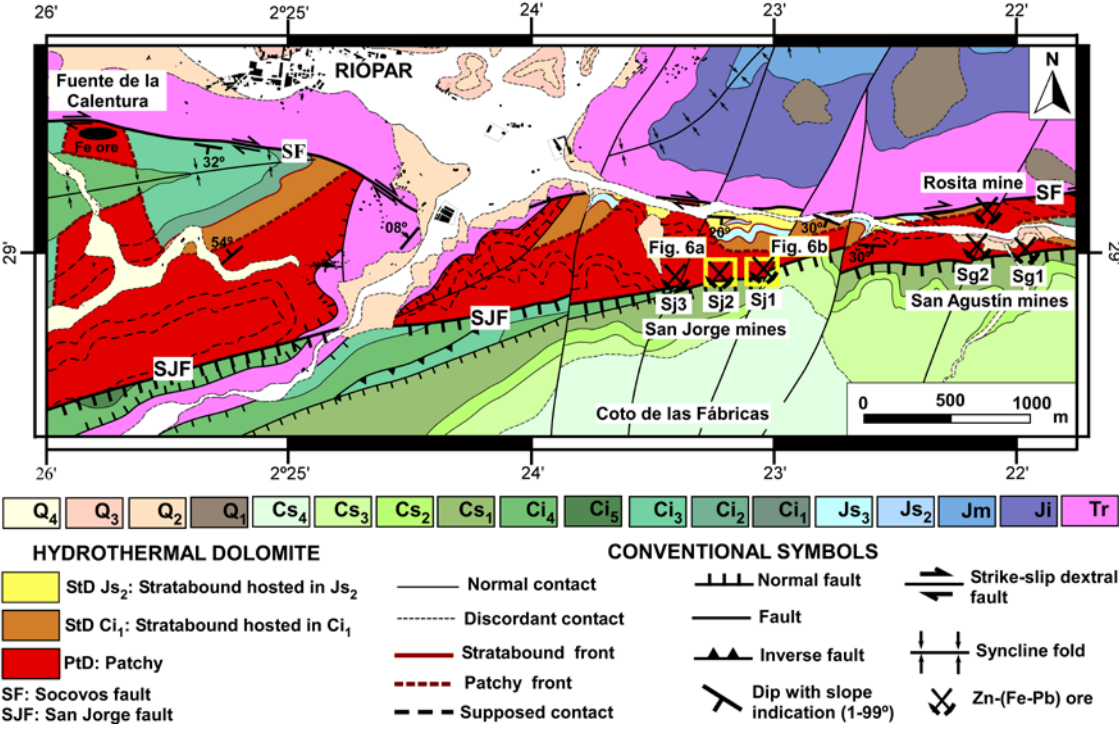 26'
2º25'
24'
23'
22'
RIOPAR
N
Fuente de la
Calentura
Fe ore
32º
SF
Rosita mine
SF
08º
54º
26º
30º
30º
29'
29'
Fig. 6a
Fig. 6b
Sj3
Sj2
Sj1
Sg2
Sg1
San Jorge mines
San Agustín mines
SJF
SJF
Coto de las Fábricas
0
500
1000
m
26'
2º25'
24'
23'
22'
Q4
Q3
Q2
Q1
Cs4
Cs3
Cs2
Cs1
Ci4
Ci5
Ci3
Ci2
Ci1
Js3
Js2
Jm
Ji
Tr
HYDROTHERMAL DOLOMITE
StD Js2: Stratabound hosted in Js2
StD Ci1: Stratabound hosted in Ci1
PtD: Patchy
SF: Socovos fault
SJF: San Jorge fault
CONVENTIONAL SYMBOLS
Normal contact
Discordant contact
Stratabound front
Patchy front
Supposed contact
Normal fault
Fault
Inverse fault
Dip with slope
indication (1-99º)
Strike-slip dextral
fault
Syncline fold
Zn-(Fe-Pb) ore